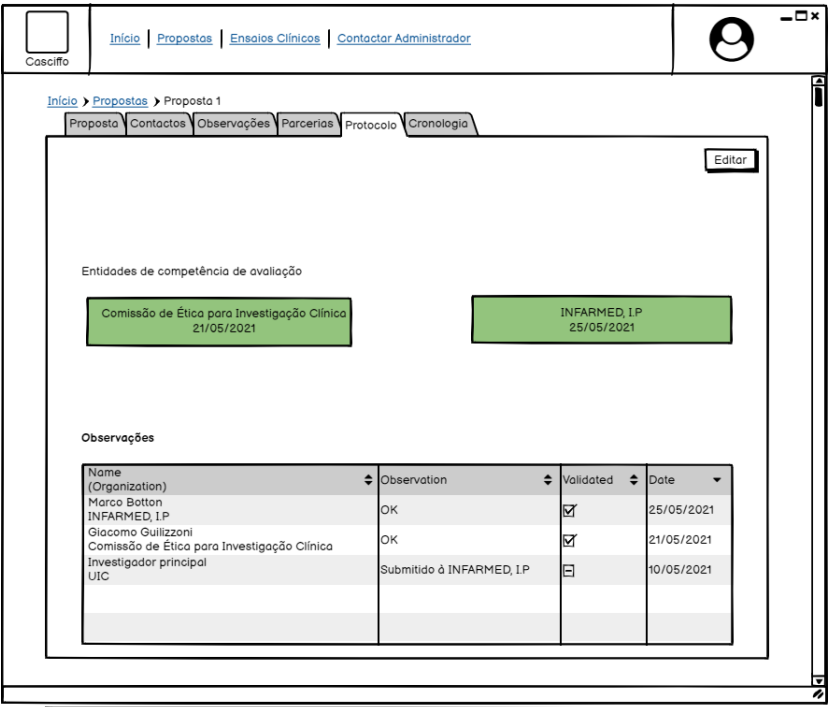 Casciffo
Início | Propostas | Ensaios Clínicos | Contactar Administrador
Início > Propostas > Proposta 1
Proposta Contactos Observações Parcerias Protocolo Cronologia
Editar
Entidades de competência de avaliação
Comissão de Ética para Investigação Clínica
21/05/2021
INFARMED, I.P
25/05/2021
Observações
Name
(Organization)
Observation
Validated
Date
Marco Botton
INFARMED, I.P
OK
25/05/2021
Giacomo Guilizzoni
Comissão de Ética para Investigação Clínica
OK
21/05/2021
Investigador principal
UIC
Submitido à INFARMED, I.P
10/05/2021